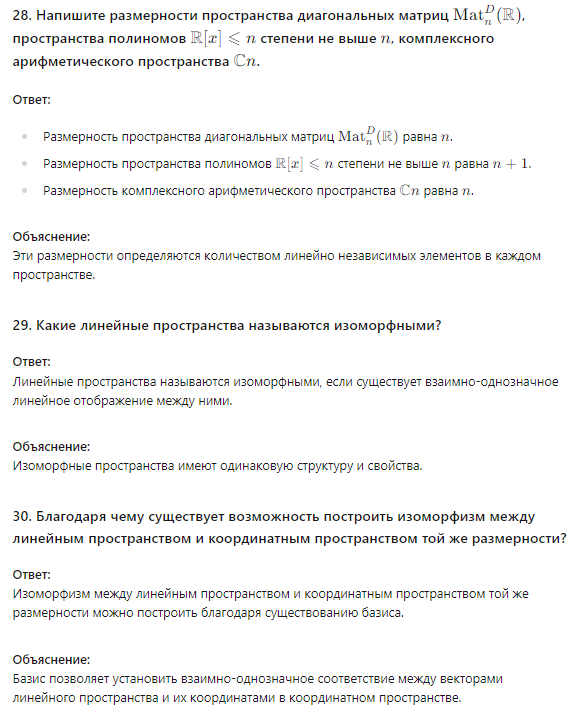 28. Напишите размерности пространства диагональных матриц Matₙᴰ(ℝ),
пространства полиномов ℝ[x] ⩽ n степени не выше n, комплексного
арифметического пространства ℂn.
Ответ:
Размерность пространства диагональных матриц Matₙᴰ(ℝ) равна n.
Размерность пространства полиномов ℝ[x] ⩽ n степени не выше n равна n + 1.
Размерность комплексного арифметического пространства ℂn равна n.
Объяснение:
Эти размерности определяются количеством линейно независимых элементов в каждом
пространстве.
29. Какие линейные пространства называются изоморфными?
Ответ:
Линейные пространства называются изоморфными, если существует взаимно-однозначное
линейное отображение между ними.
Объяснение:
Изоморфные пространства имеют одинаковую структуру и свойства.
30. Благодаря чему существует возможность построить изоморфизм между
линейным пространством и координатным пространством той же размерности?
Ответ:
Изоморфизм между линейным пространством и координатным пространством той же
размерности можно построить благодаря существованию базиса.
Объяснение:
Базис позволяет установить взаимно-однозначное соответствие между векторами
линейного пространства и их координатами в координатном пространстве.